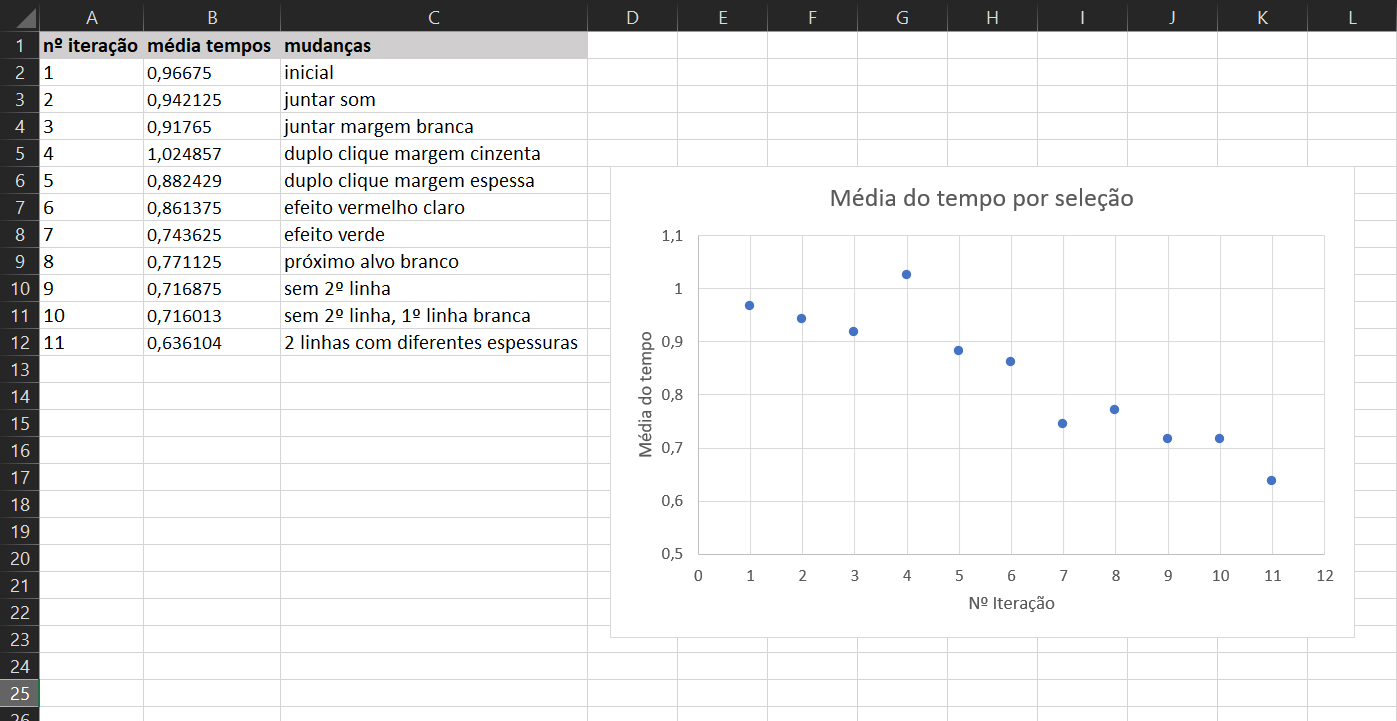 A B C D E F G H I J K L
1 nº iteração média tempos mudanças
2 1 0,96675 inicial
3 2 0,942125 juntar som
4 3 0,91765 juntar margem branca
5 4 1,024857 duplo clique margem cinzenta
6 5 0,882429 duplo clique margem espessa
7 6 0,861375 efeito vermelho claro
8 7 0,743625 efeito verde
9 8 0,771125 próximo alvo branco
10 9 0,716875 sem 2º linha
11 10 0,716013 sem 2º linha, 1º linha branca
12 11 0,636104 2 linhas com diferentes espessuras
13
14
15
16
17
18
19
20
21
22
23
24
25
26
Média do tempo por seleção
Média do tempo
1,1
1
0,9
0,8
0,7
0,6
0,5
0 1 2 3 4 5 6 7 8 9 10 11 12
Nº Iteração